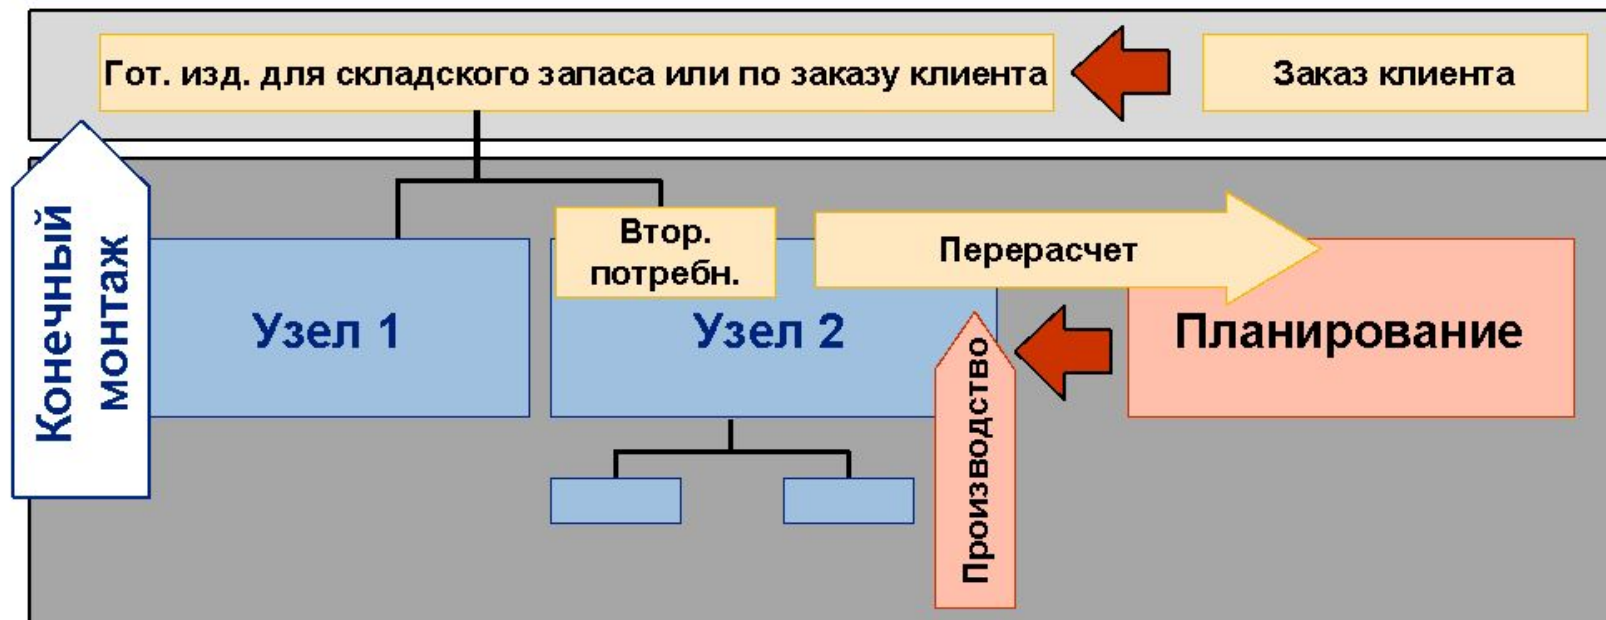 Гот. изд. для складского запаса или по заказу клиента
Заказ клиента
Конечный
монтаж
Втор.
потребн.
Перерасчет
Узел 1
Узел 2
Планирование
Производство